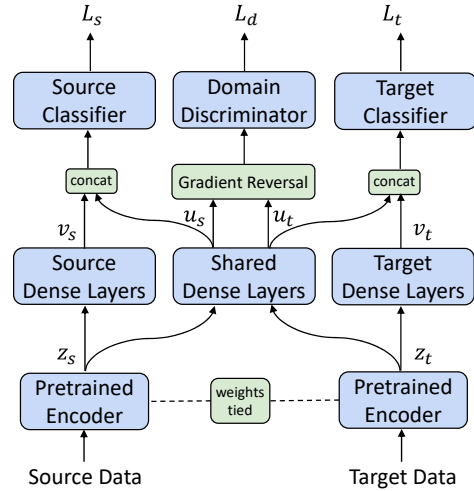 L_s L_d L_t
Source Classifier
Domain Discriminator
Target Classifier
concat
Gradient Reversal
concat
v_s u_s u_t v_t
Source Dense Layers
Shared Dense Layers
Target Dense Layers
z_s z_t
Pretrained Encoder
weights tied
Pretrained Encoder
Source Data Target Data